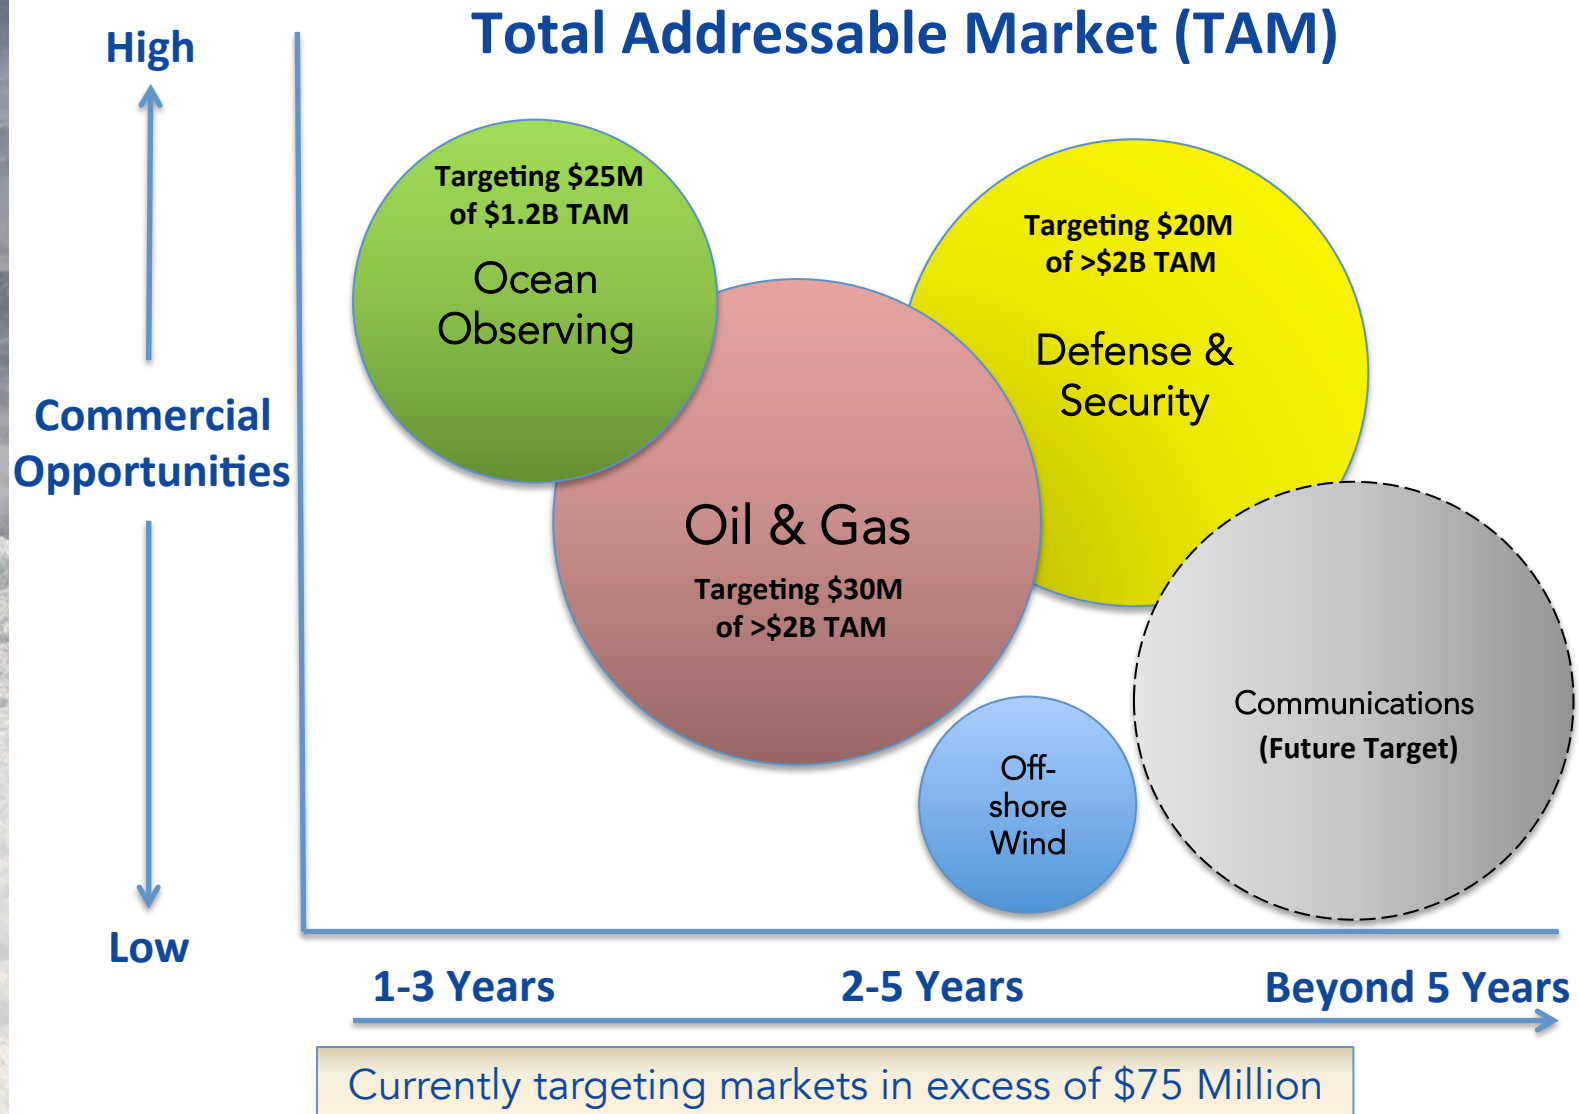 Total Addressable Market (TAM)
High
Commercial
Opportunities
Low
Targeting $25M
of $1.2B TAM
Ocean
Observing
Targeting $20M
of >$2B TAM
Defense &
Security
Oil & Gas
Targeting $30M
of >$2B TAM
Communications
(Future Target)
Off-
shore
Wind
1-3 Years
2-5 Years
Beyond 5 Years
Currently targeting markets in excess of $75 Million